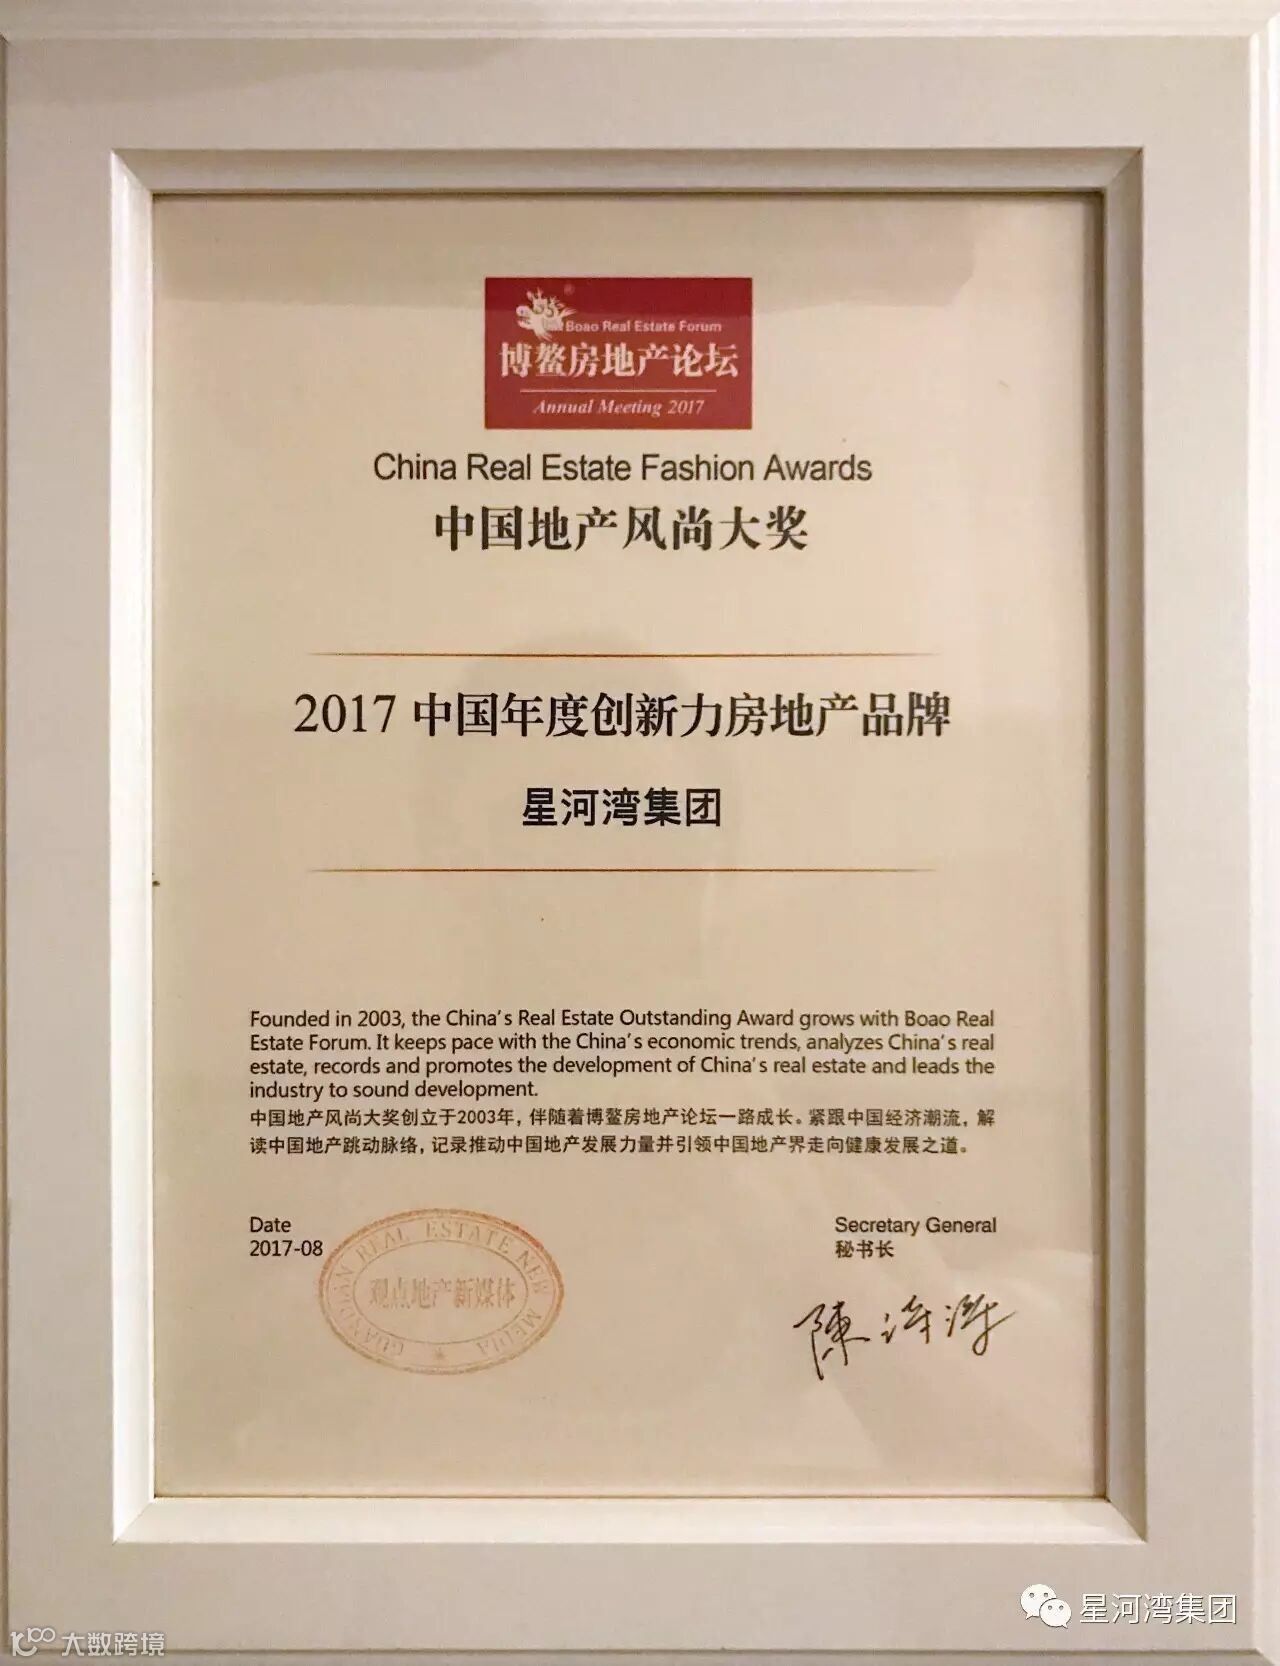 Boao Real Estate Forum
博鳌房地产论坛
Annual Meeting 2017
China Real Estate Fashion Awards
中国地产风尚大奖
2017 中国年度创新力房地产品牌
星河湾集团
Founded in 2003, the China's Real Estate Outstanding Award grows with Boao Real
Estate Forum. It keeps pace with the China's economic trends, analyzes China's real
estate, records and promotes the development of China's real estate and leads the
industry to sound development.
中国地产风尚大奖创立于2003年，伴随着博鳌房地产论坛一路成长。紧跟中国经济潮流，解
读中国地产跳动脉络，记录推动中国地产发展力量并引领中国地产界走向健康发展之道。
Date
2017-08
GUANDIAN REAL ESTATE NEW MEDIA
观点地产新媒体
Secretary General
秘书长
陳
星河湾集团
大数跨境